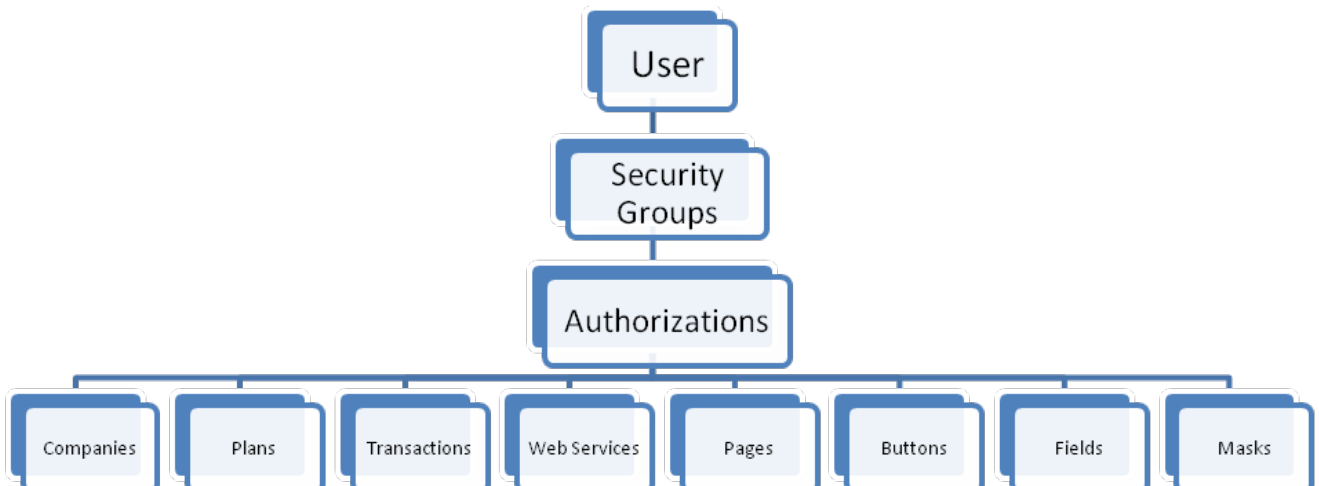 User
Security
Groups
Authorizations
Companies
Plans
Transactions
Web Services
Pages
Buttons
Fields
Masks